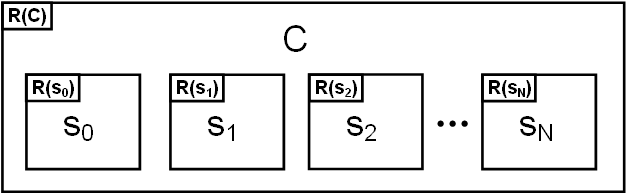 R(C)
C
R(s₀) R(s₁) R(s₂) R(sₙ)
s₀ s₁ s₂ ••• sₙ